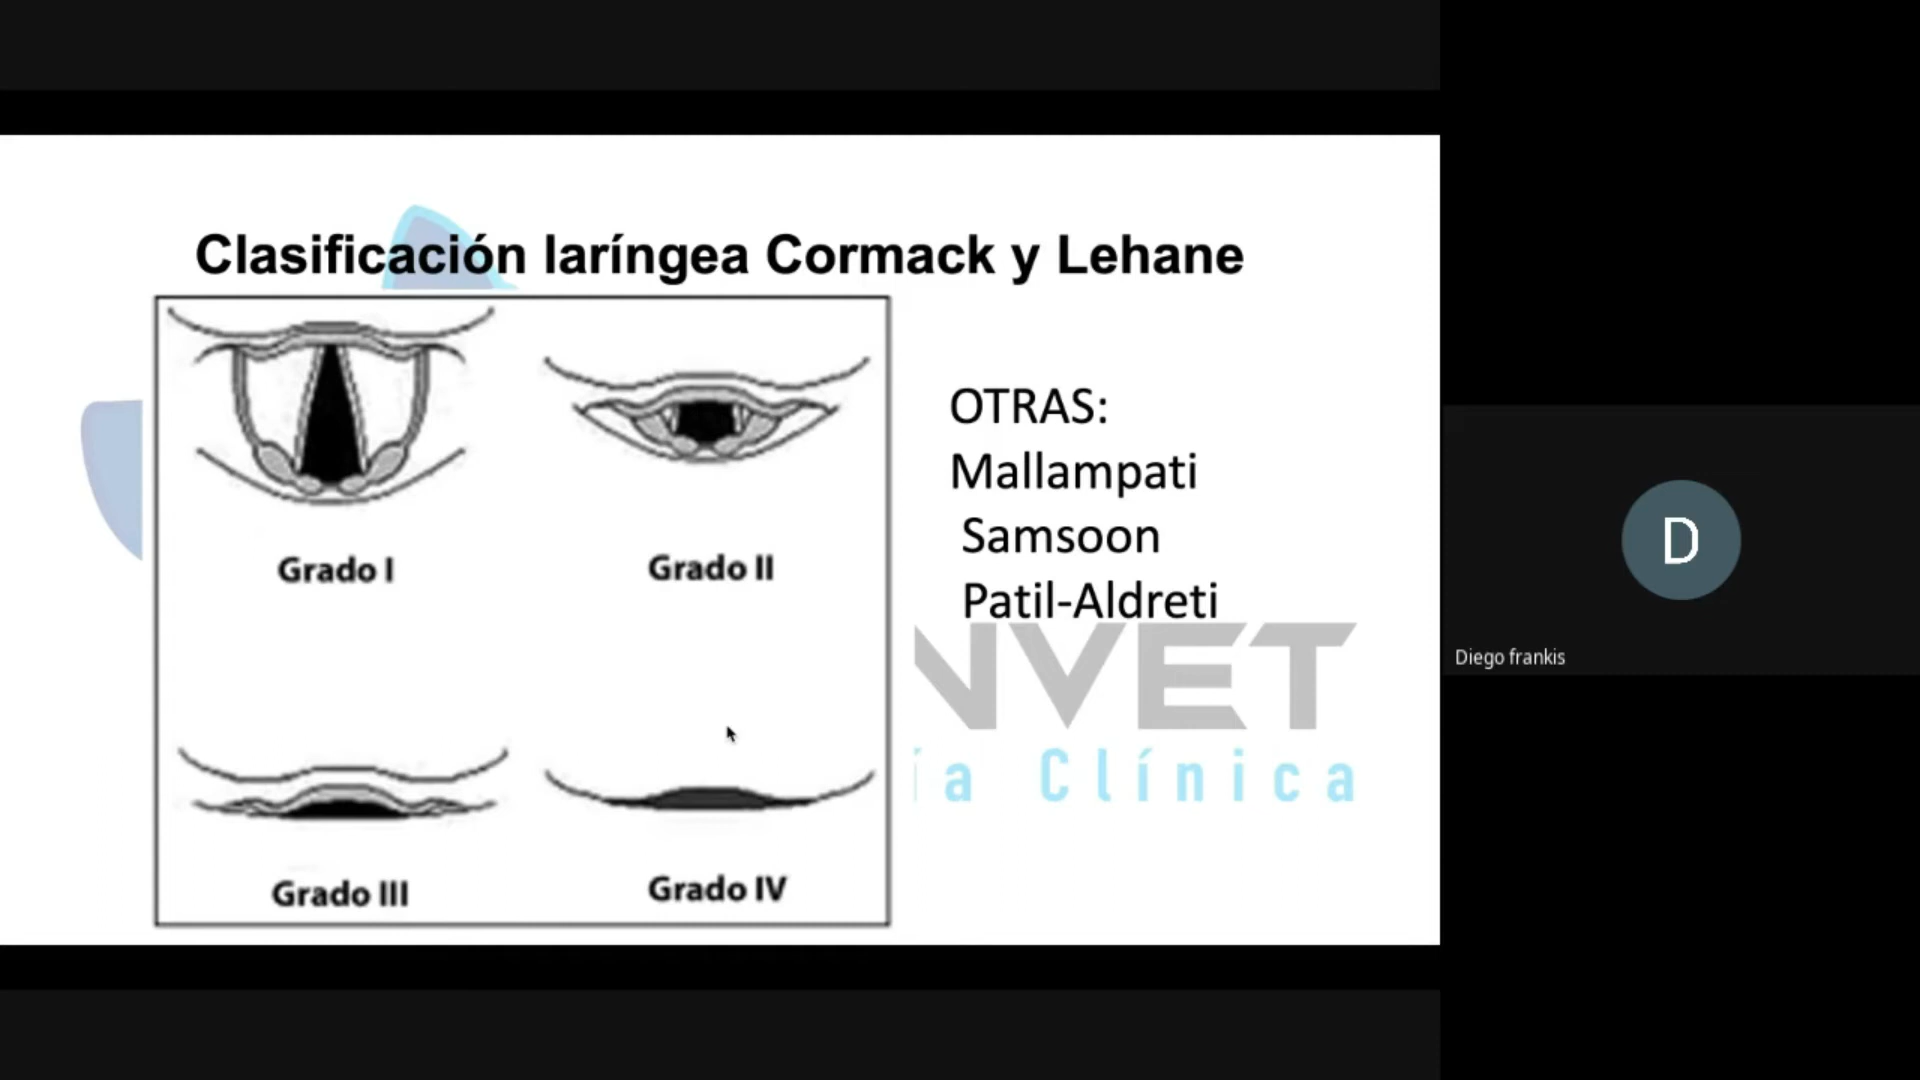 Clasificación laríngea Cormack y Lehane
Grado I
Grado II
Grado III
Grado IV
OTRAS:
Mallampati
Samsoon
Patil-Aldreti
NVET
ía Clínica
D
Diego frankis